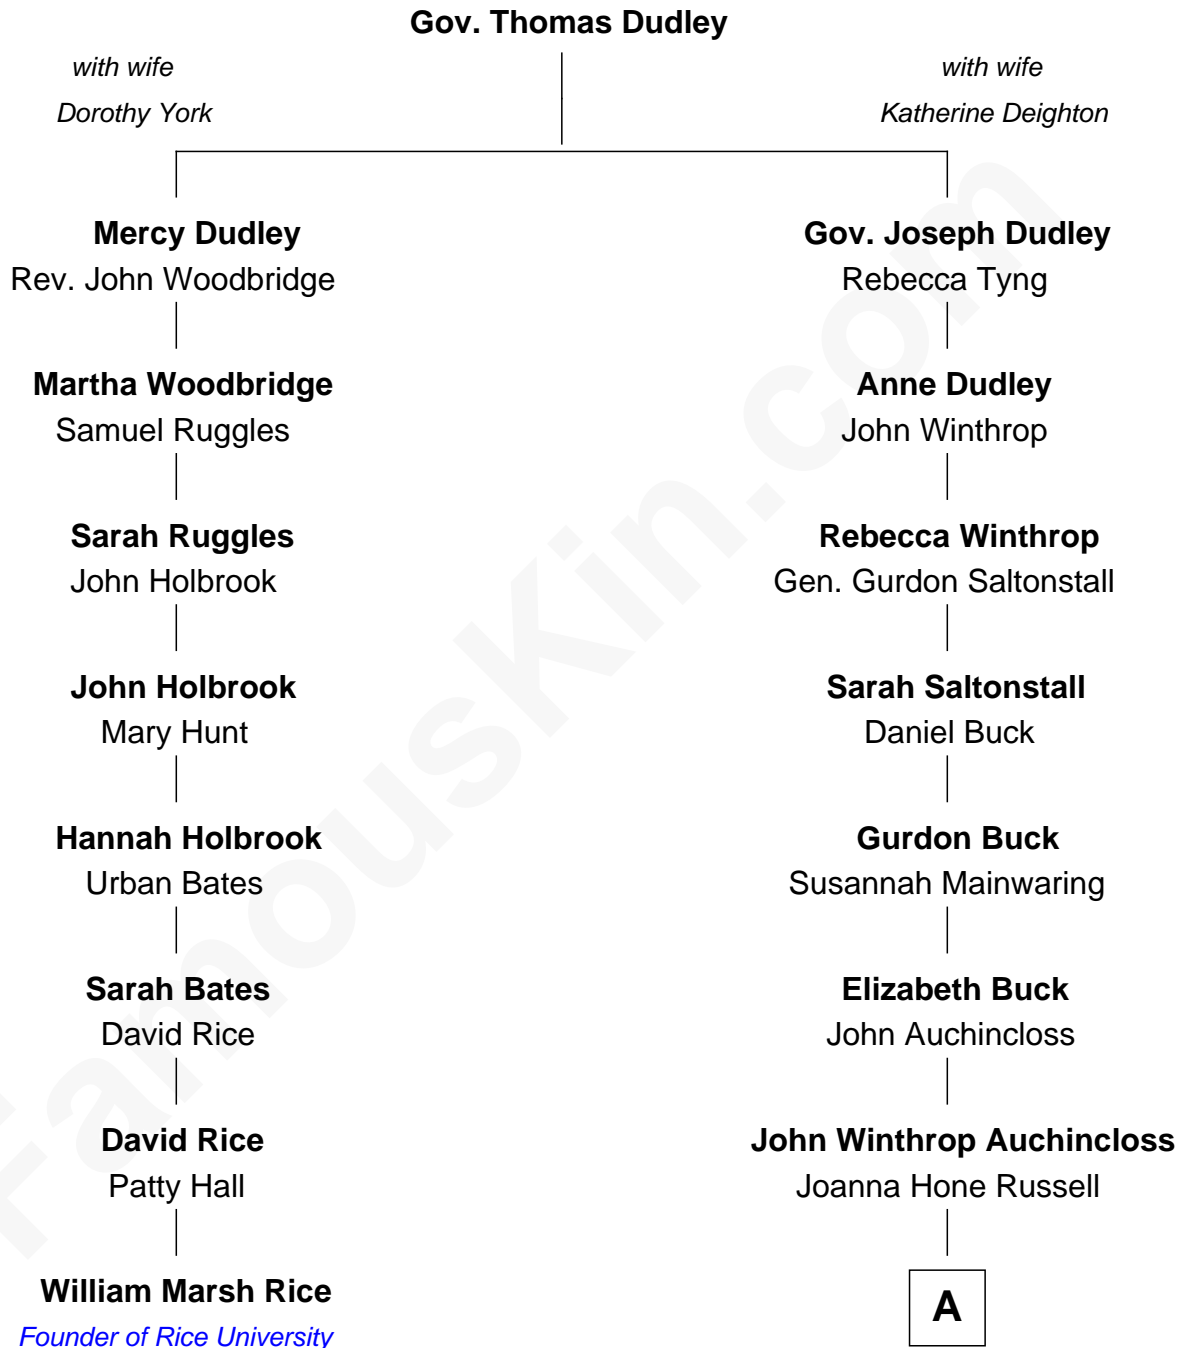 Gov. Thomas Dudley
with wife
Dorothy York
with wife
Katherine Deighton
Mercy Dudley
Rev. John Woodbridge
Gov. Joseph Dudley
Rebecca Tyng
Martha Woodbridge
Samuel Ruggles
Anne Dudley
John Winthrop
Sarah Ruggles
John Holbrook
Rebecca Winthrop
Gen. Gurdon Saltonstall
John Holbrook
Mary Hunt
Sarah Saltonstall
Daniel Buck
Hannah Holbrook
Urban Bates
Gurdon Buck
Susannah Mainwaring
Sarah Bates
David Rice
Elizabeth Buck
John Auchincloss
David Rice
Patty Hall
John Winthrop Auchincloss
Joanna Hone Russell
William Marsh Rice
Founder of Rice University
A
FamousKin.com